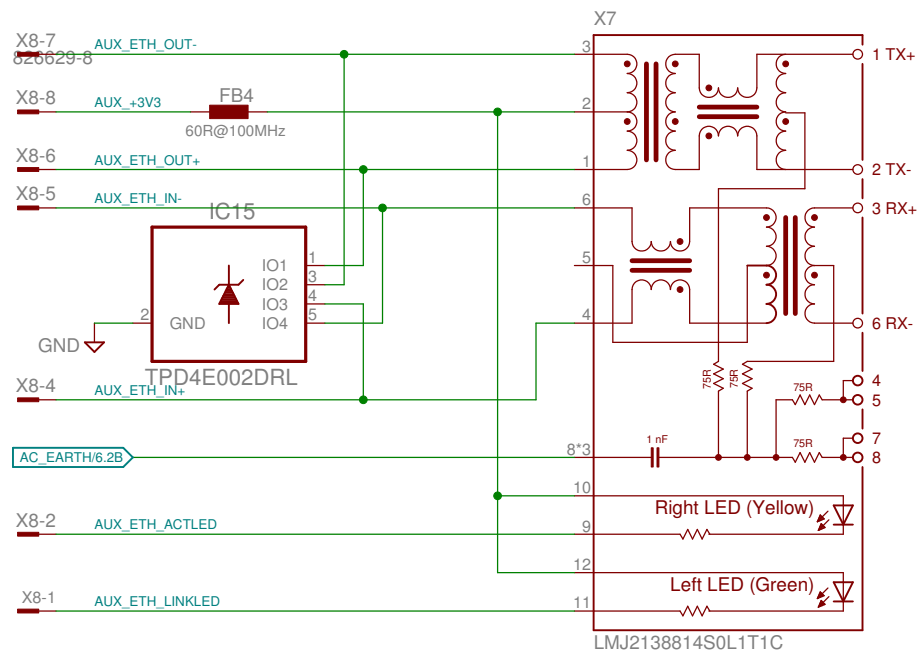 X7
X8-7
AUX_ETH_OUT-
826629-8
3
1 TX+
X8-8
AUX_+3V3
FB4
60R@100MHz
2
X8-6
AUX_ETH_OUT+
1
2 TX-
X8-5
AUX_ETH_IN-
6
3 RX+
IC15
IO1
1
IO2
3
IO3
4
IO4
5
2
GND
GND
TPD4E002DRL
5
4
6 RX-
X8-4
AUX_ETH_IN+
75R
75R
75R
4
5
AC_EARTH/6.2B
8*3
1 nF
75R
7
8
10
Right LED (Yellow)
X8-2
AUX_ETH_ACTLED
9
12
Left LED (Green)
X8-1
AUX_ETH_LINKLED
11
LMJ2138814S0L1T1C